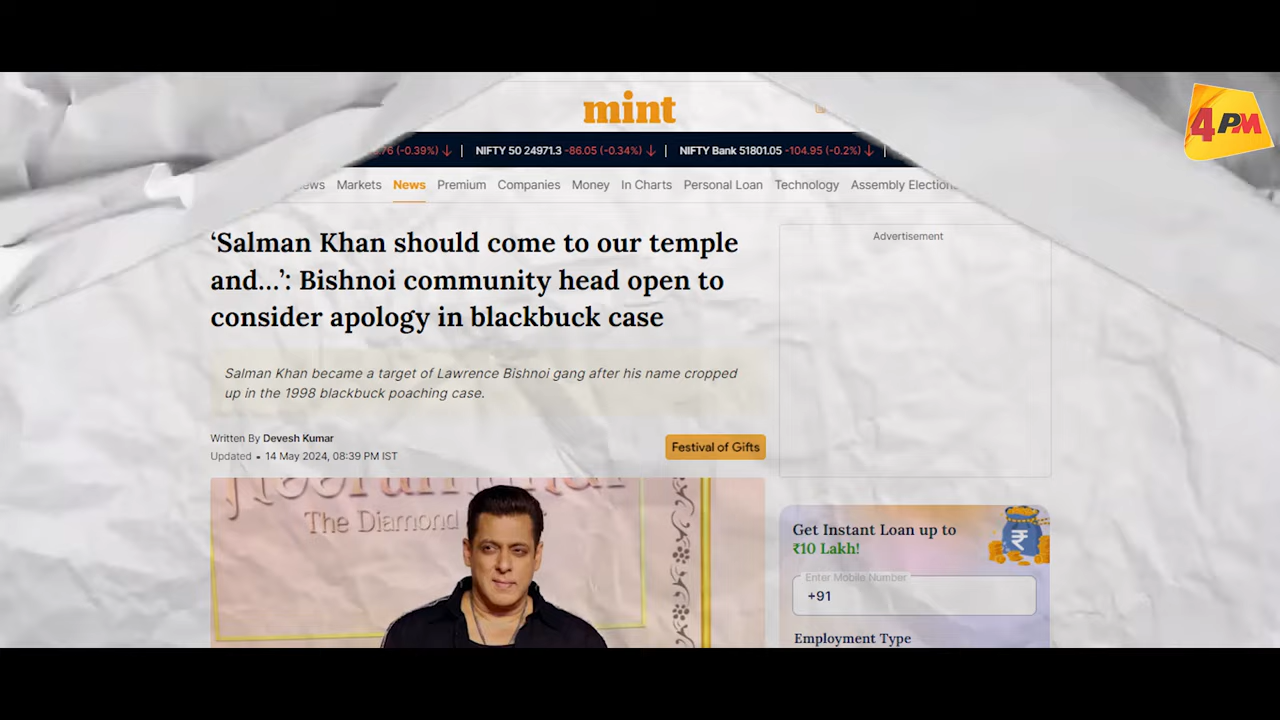 mint
4PM
76 (-0.39%) | NIFTY 50 24971.3 -86.05 (-0.34%) | NIFTY Bank 51801.05 -104.95 (-0.2%) |
Markets News Premium Companies Money In Charts Personal Loan Technology Assembly Elections
‘Salman Khan should come to our temple
and...’: Bishnoi community head open to
consider apology in blackbuck case
Salman Khan became a target of Lawrence Bishnoi gang after his name cropped
up in the 1998 blackbuck poaching case.
Written By Devesh Kumar
Updated • 14 May 2024, 08:39 PM IST
Festival of Gifts
The Diamond
Advertisement
Get Instant Loan up to
₹10 Lakh!
Enter Mobile Number
+91
Employment Type